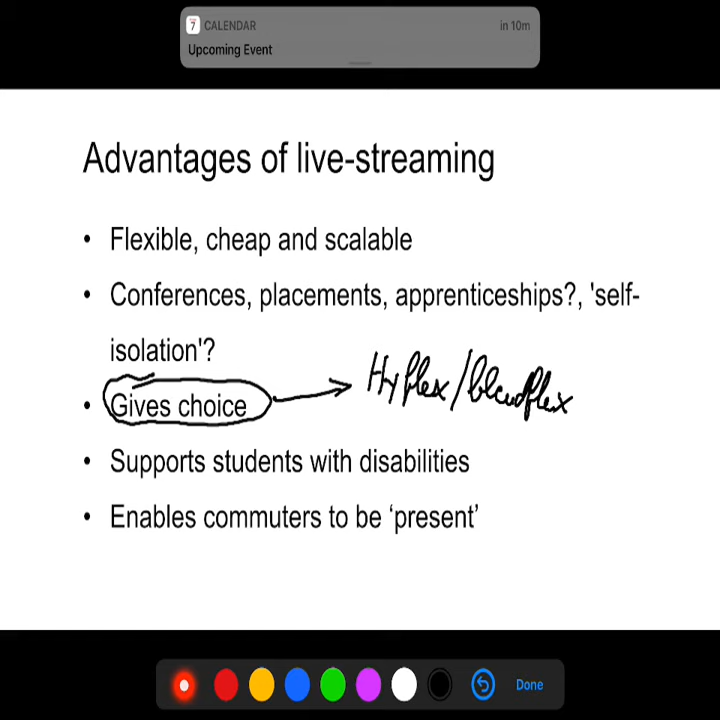 7 CALENDAR in 10m
Upcoming Event
Advantages of live-streaming
• Flexible, cheap and scalable
• Conferences, placements, apprenticeships?, 'self-
isolation'?
• Gives choice Hyflex/blendflex
• Supports students with disabilities
• Enables commuters to be ‘present’
Done